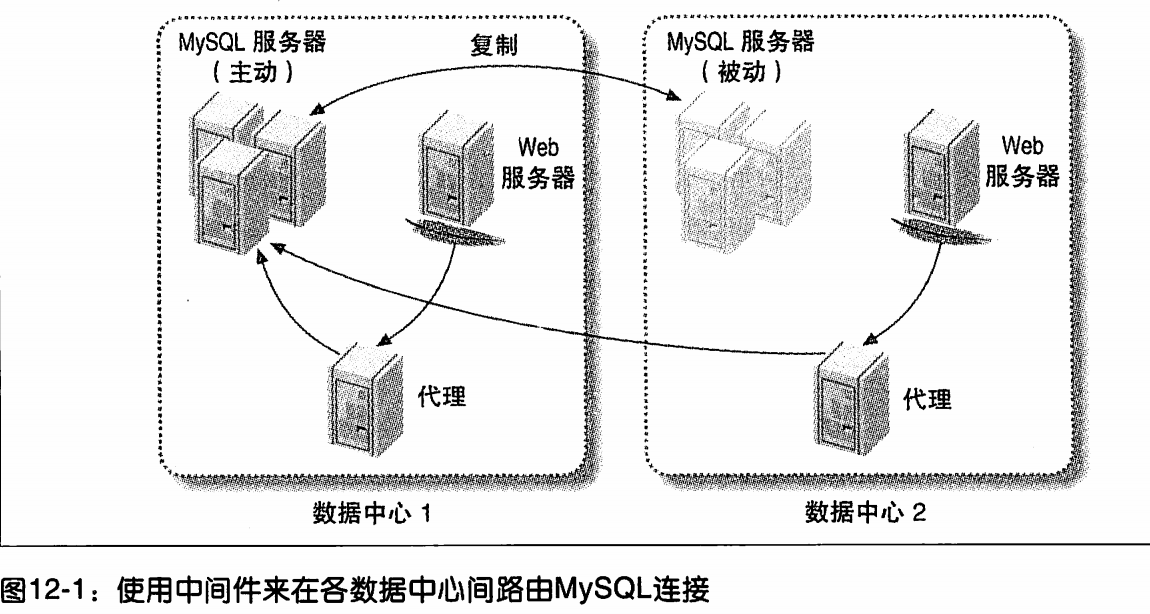 MySQL 服务器
（主动）
复制
MySQL 服务器
（被动）
Web
服务器
Web
服务器
代理
代理
数据中心 1
数据中心 2
图12-1：使用中间件来在各数据中心间路由MySQL连接